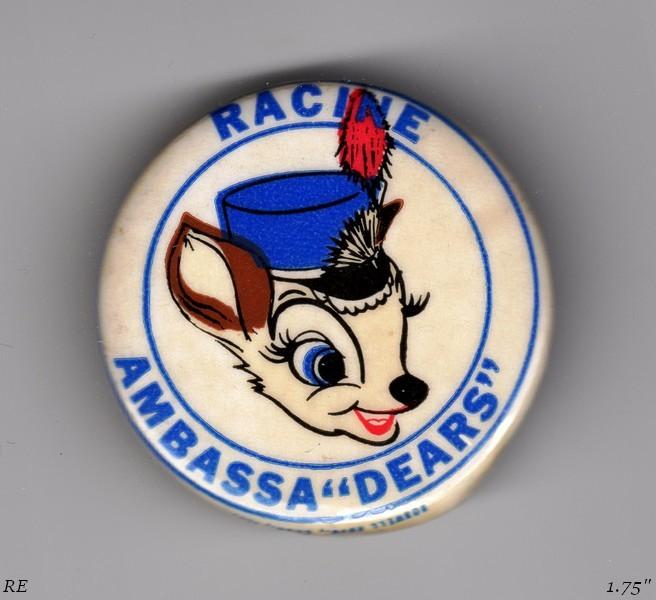 RACINE
AMBASSA“DEARS”
RE
1.75"